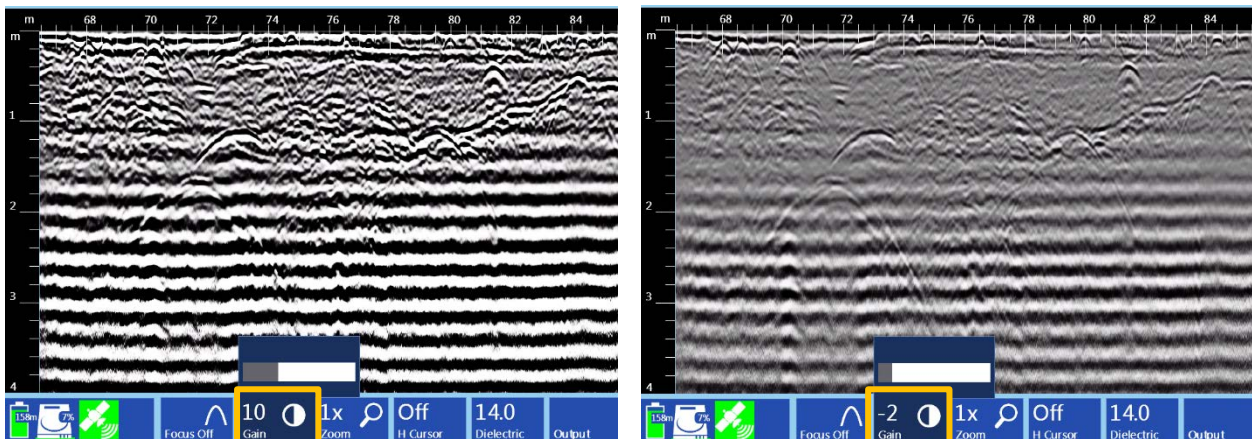 68 70 72 74 76 78 80 82 84
m
1
2
3
4
158m
7%
Focus Off
10
Gain
1x
Zoom
Off
H Cursor
14.0
Dielectric
Output
68 70 72 74 76 78 80 82 84
m
1
2
3
4
158m
7%
Focus Off
-2
Gain
1x
Zoom
Off
H Cursor
14.0
Dielectric
Output